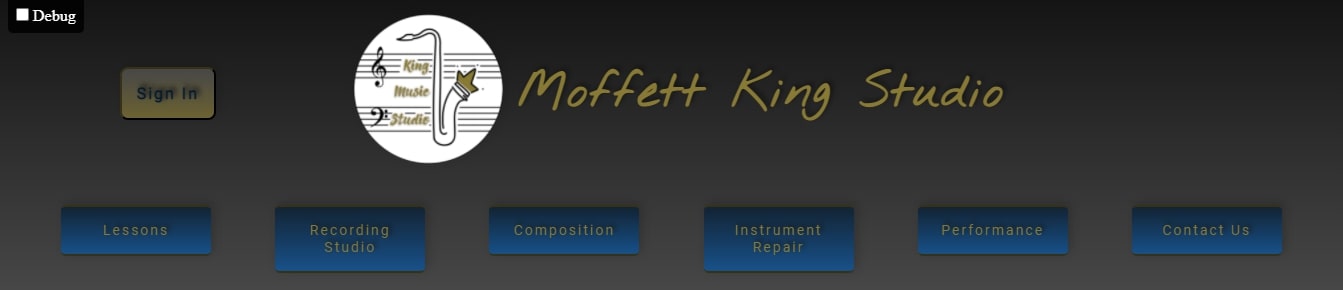 Debug
Sign In
King
Music
Studio
Moffett King Studio
Lessons
Recording
Studio
Composition
Instrument
Repair
Performance
Contact Us